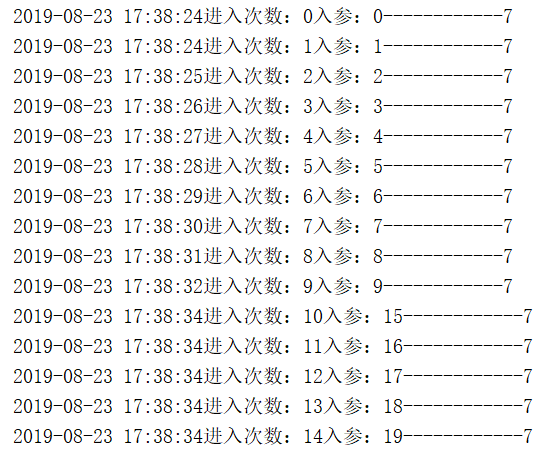 2019-08-23 17:38:24进入次数：0入参：0------------7
2019-08-23 17:38:24进入次数：1入参：1------------7
2019-08-23 17:38:25进入次数：2入参：2------------7
2019-08-23 17:38:26进入次数：3入参：3------------7
2019-08-23 17:38:27进入次数：4入参：4------------7
2019-08-23 17:38:28进入次数：5入参：5------------7
2019-08-23 17:38:29进入次数：6入参：6------------7
2019-08-23 17:38:30进入次数：7入参：7------------7
2019-08-23 17:38:31进入次数：8入参：8------------7
2019-08-23 17:38:32进入次数：9入参：9------------7
2019-08-23 17:38:34进入次数：10入参：15------------7
2019-08-23 17:38:34进入次数：11入参：16------------7
2019-08-23 17:38:34进入次数：12入参：17------------7
2019-08-23 17:38:34进入次数：13入参：18------------7
2019-08-23 17:38:34进入次数：14入参：19------------7